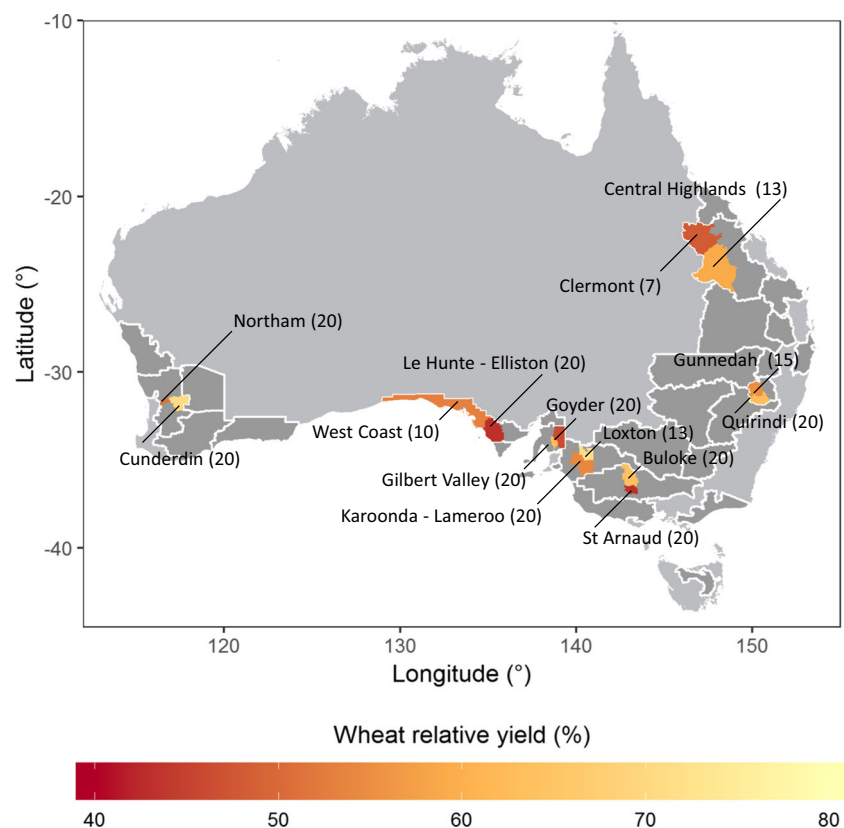 -10
-20
-30
-40
Latitude (°)
Central Highlands (13)
Clermont (7)
Northam (20)
Le Hunte - Elliston (20)
Gunnedah (15)
Goyder (20)
West Coast (10)
Loxton (13)
Quirindi (20)
Cunderdin (20)
Buloke (20)
Gilbert Valley (20)
Karoonda - Lameroo (20)
St Arnaud (20)
120
130
140
150
Longitude (°)
Wheat relative yield (%)
40
50
60
70
80